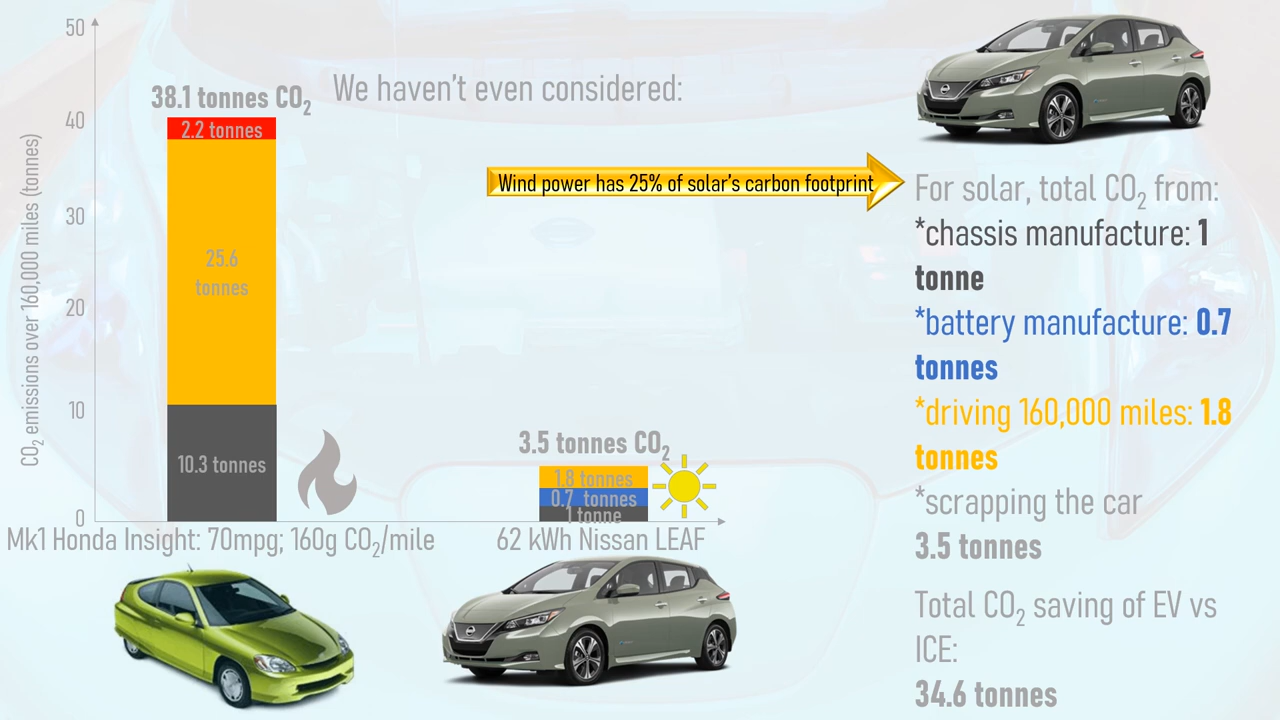 50
40
30
20
10
0
CO₂ emissions over 160,000 miles (tonnes)
38.1 tonnes CO₂
2.2 tonnes
25.6
tonnes
10.3 tonnes
Mk1 Honda Insight: 70mpg; 160g CO₂/mile
We haven't even considered:
Wind power has 25% of solar's carbon footprint
3.5 tonnes CO₂
1.8 tonnes
0.7 tonnes
1 tonne
62 kWh Nissan LEAF
For solar, total CO₂ from:
*chassis manufacture: 1
tonne
*battery manufacture: 0.7
tonnes
*driving 160,000 miles: 1.8
tonnes
*scrapping the car
3.5 tonnes
Total CO₂ saving of EV vs
ICE:
34.6 tonnes